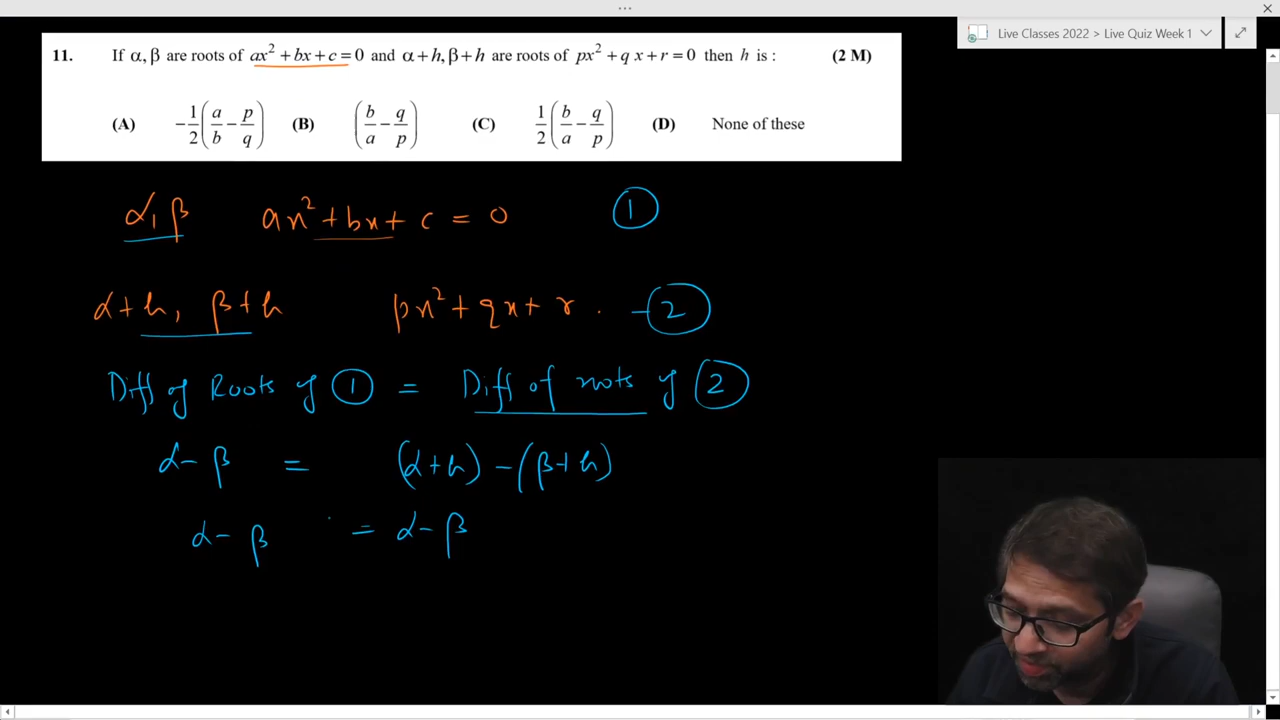 Live Classes 2022 > Live Quiz Week 1
11. If α, β are roots of ax² + bx + c = 0 and α + h, β + h are roots of px² + q x + r = 0 then h is : (2 M)
(A) -1/2 (a/b - p/q) (B) (b/a - q/p) (C) 1/2 (b/a - q/p) (D) None of these
α, β ax² + bx + c = 0 ①
α+h, β+h px² + qx + r . - ②
Diff of Roots of ① = Diff of roots of ②
α - β = (α+h) - (β+h)
α - β = α - β